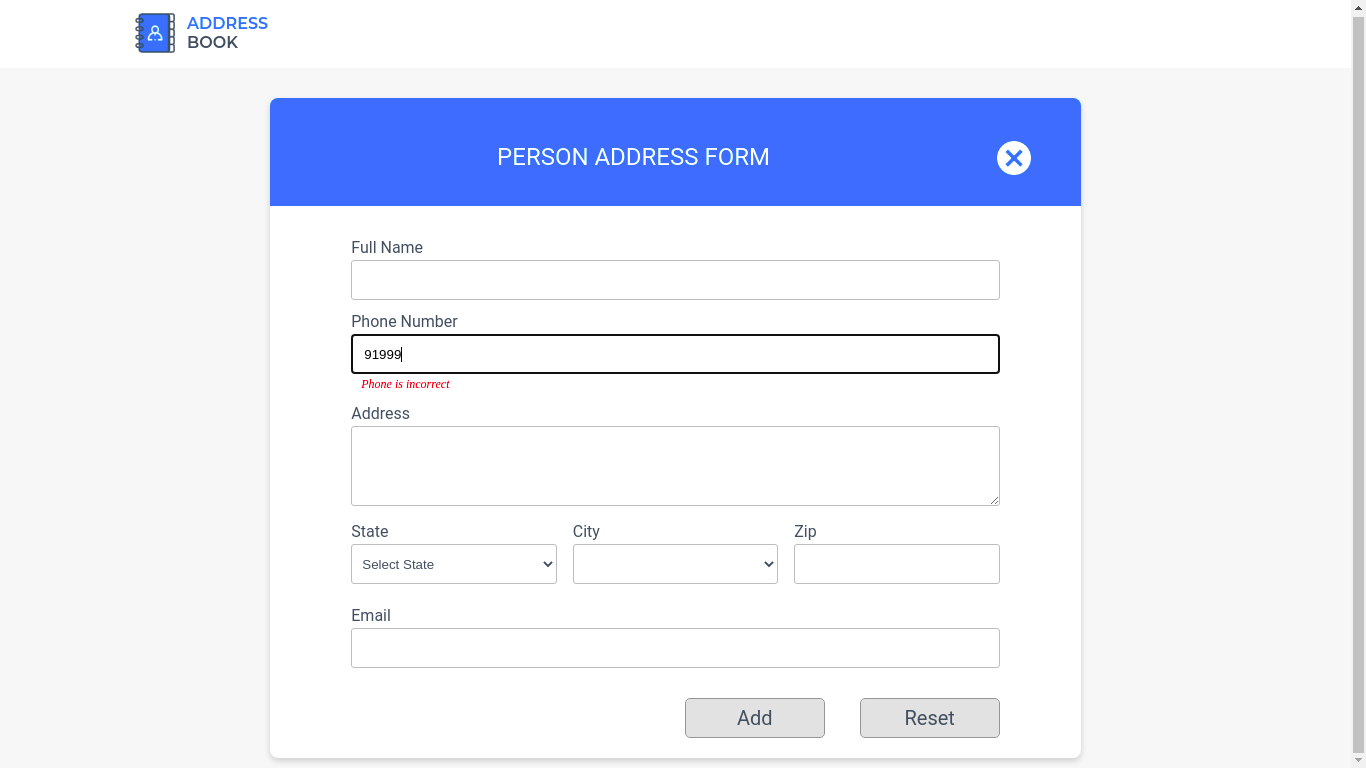 ADDRESS
BOOK
PERSON ADDRESS FORM
Full Name
Phone Number
91999
Phone is incorrect
Address
State City Zip
Select State
Email
Add Reset